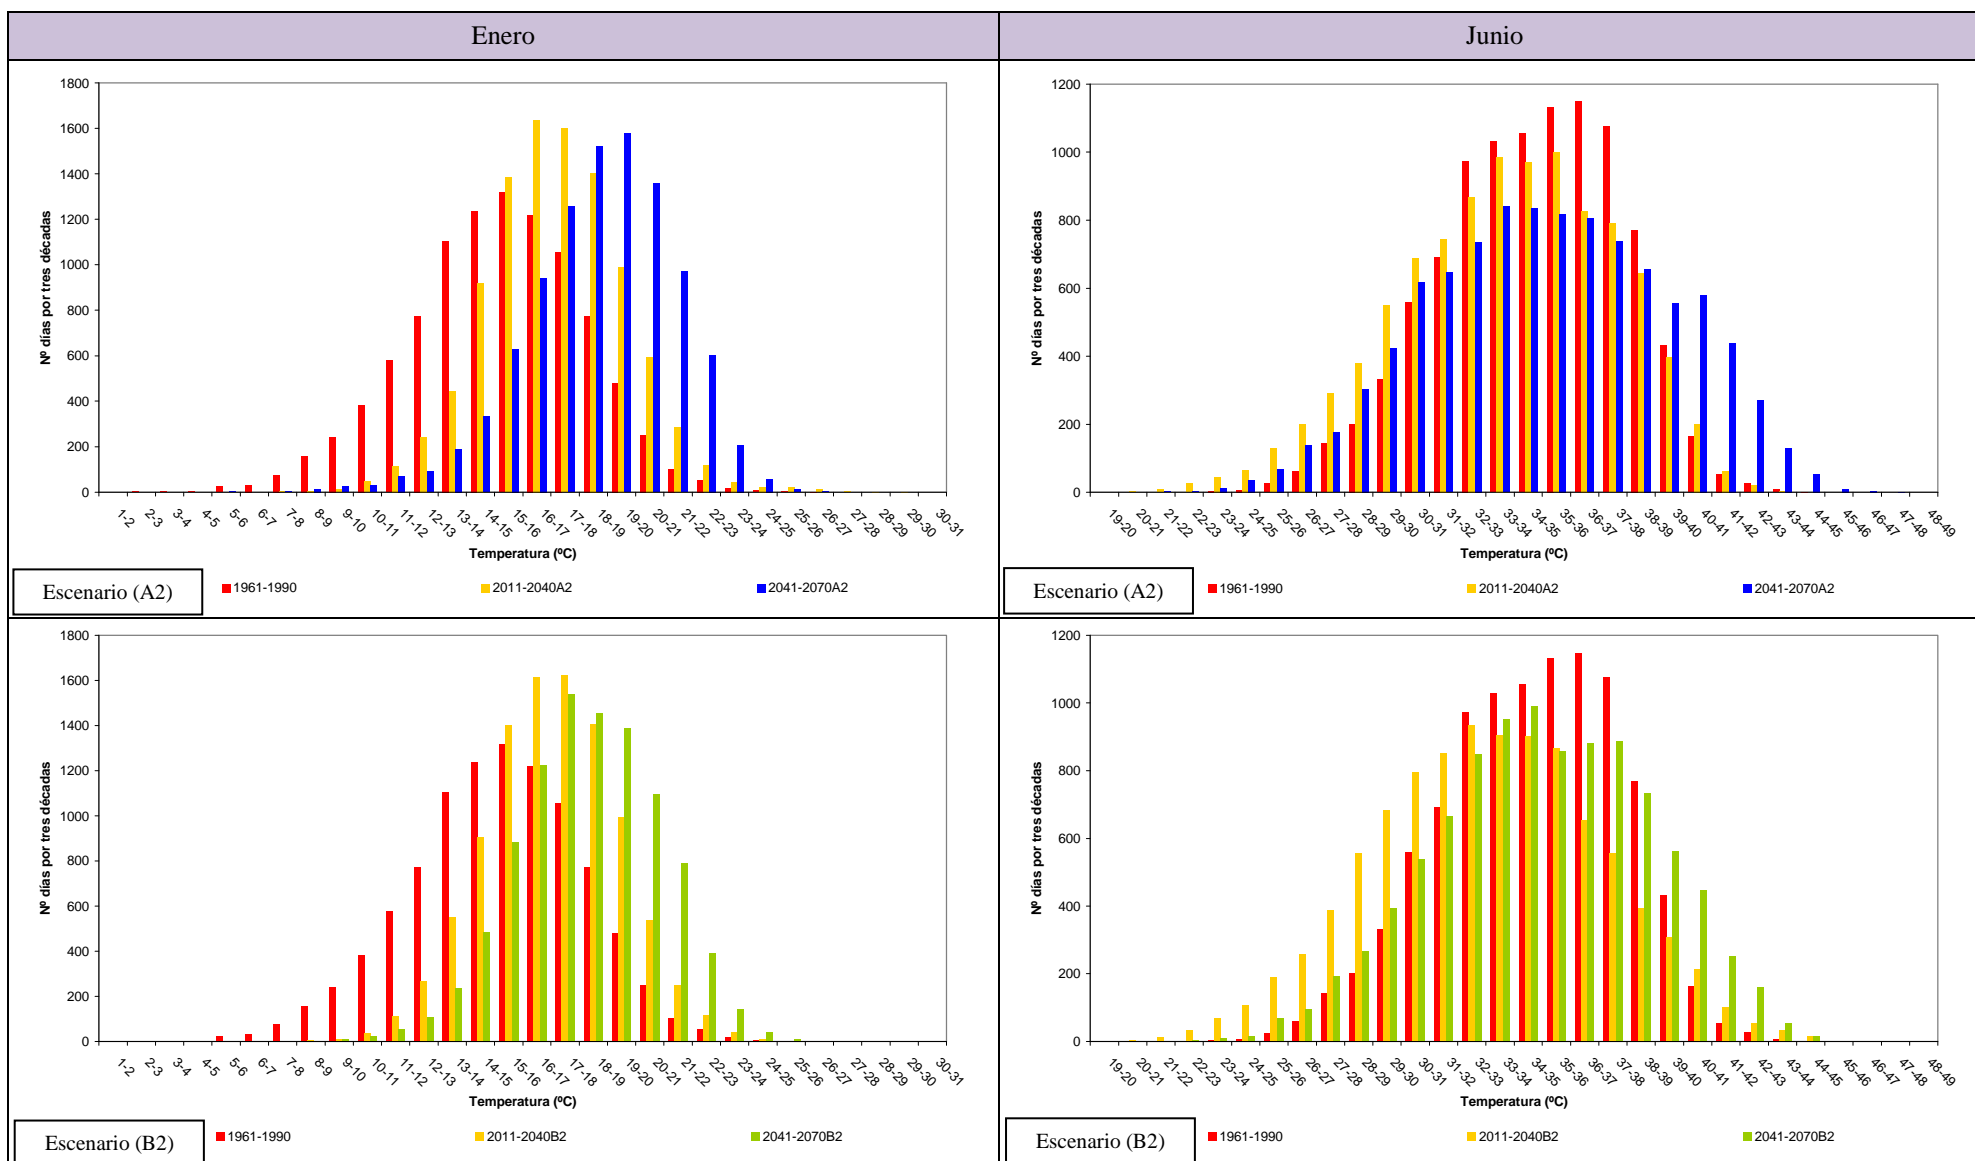 Enero
Junio
1800
1600
1400
1200
1000
800
600
400
200
0
Nº días por tres décadas
1-2 2-3 3-4 4-5 5-6 6-7 7-8 8-9 9-10 10-11 11-12 12-13 13-14 14-15 15-16 16-17 17-18 18-19 19-20 20-21 21-22 22-23 23-24 24-25 25-26 26-27 27-28 28-29 29-30 30-31
Temperatura (ºC)
Escenario (A2)
1961-1990 2011-2040A2 2041-2070A2
1200
1000
800
600
400
200
0
Nº días por tres décadas
19-20 20-21 21-22 22-23 23-24 24-25 25-26 26-27 27-28 28-29 29-30 30-31 31-32 32-33 33-34 34-35 35-36 36-37 37-38 38-39 39-40 40-41 41-42 42-43 43-44 44-45 45-46 46-47 47-48 48-49
Temperatura (ºC)
Escenario (A2)
1961-1990 2011-2040A2 2041-2070A2
1800
1600
1400
1200
1000
800
600
400
200
0
Nº días por tres décadas
1-2 2-3 3-4 4-5 5-6 6-7 7-8 8-9 9-10 10-11 11-12 12-13 13-14 14-15 15-16 16-17 17-18 18-19 19-20 20-21 21-22 22-23 23-24 24-25 25-26 26-27 27-28 28-29 29-30 30-31
Temperatura (ºC)
Escenario (B2)
1961-1990 2011-2040B2 2041-2070B2
1200
1000
800
600
400
200
0
Nº días por tres décadas
19-20 20-21 21-22 22-23 23-24 24-25 25-26 26-27 27-28 28-29 29-30 30-31 31-32 32-33 33-34 34-35 35-36 36-37 37-38 38-39 39-40 40-41 41-42 42-43 43-44 44-45 45-46 46-47 47-48 48-49
Temperatura (ºC)
Escenario (B2)
1961-1990 2011-2040B2 2041-2070B2